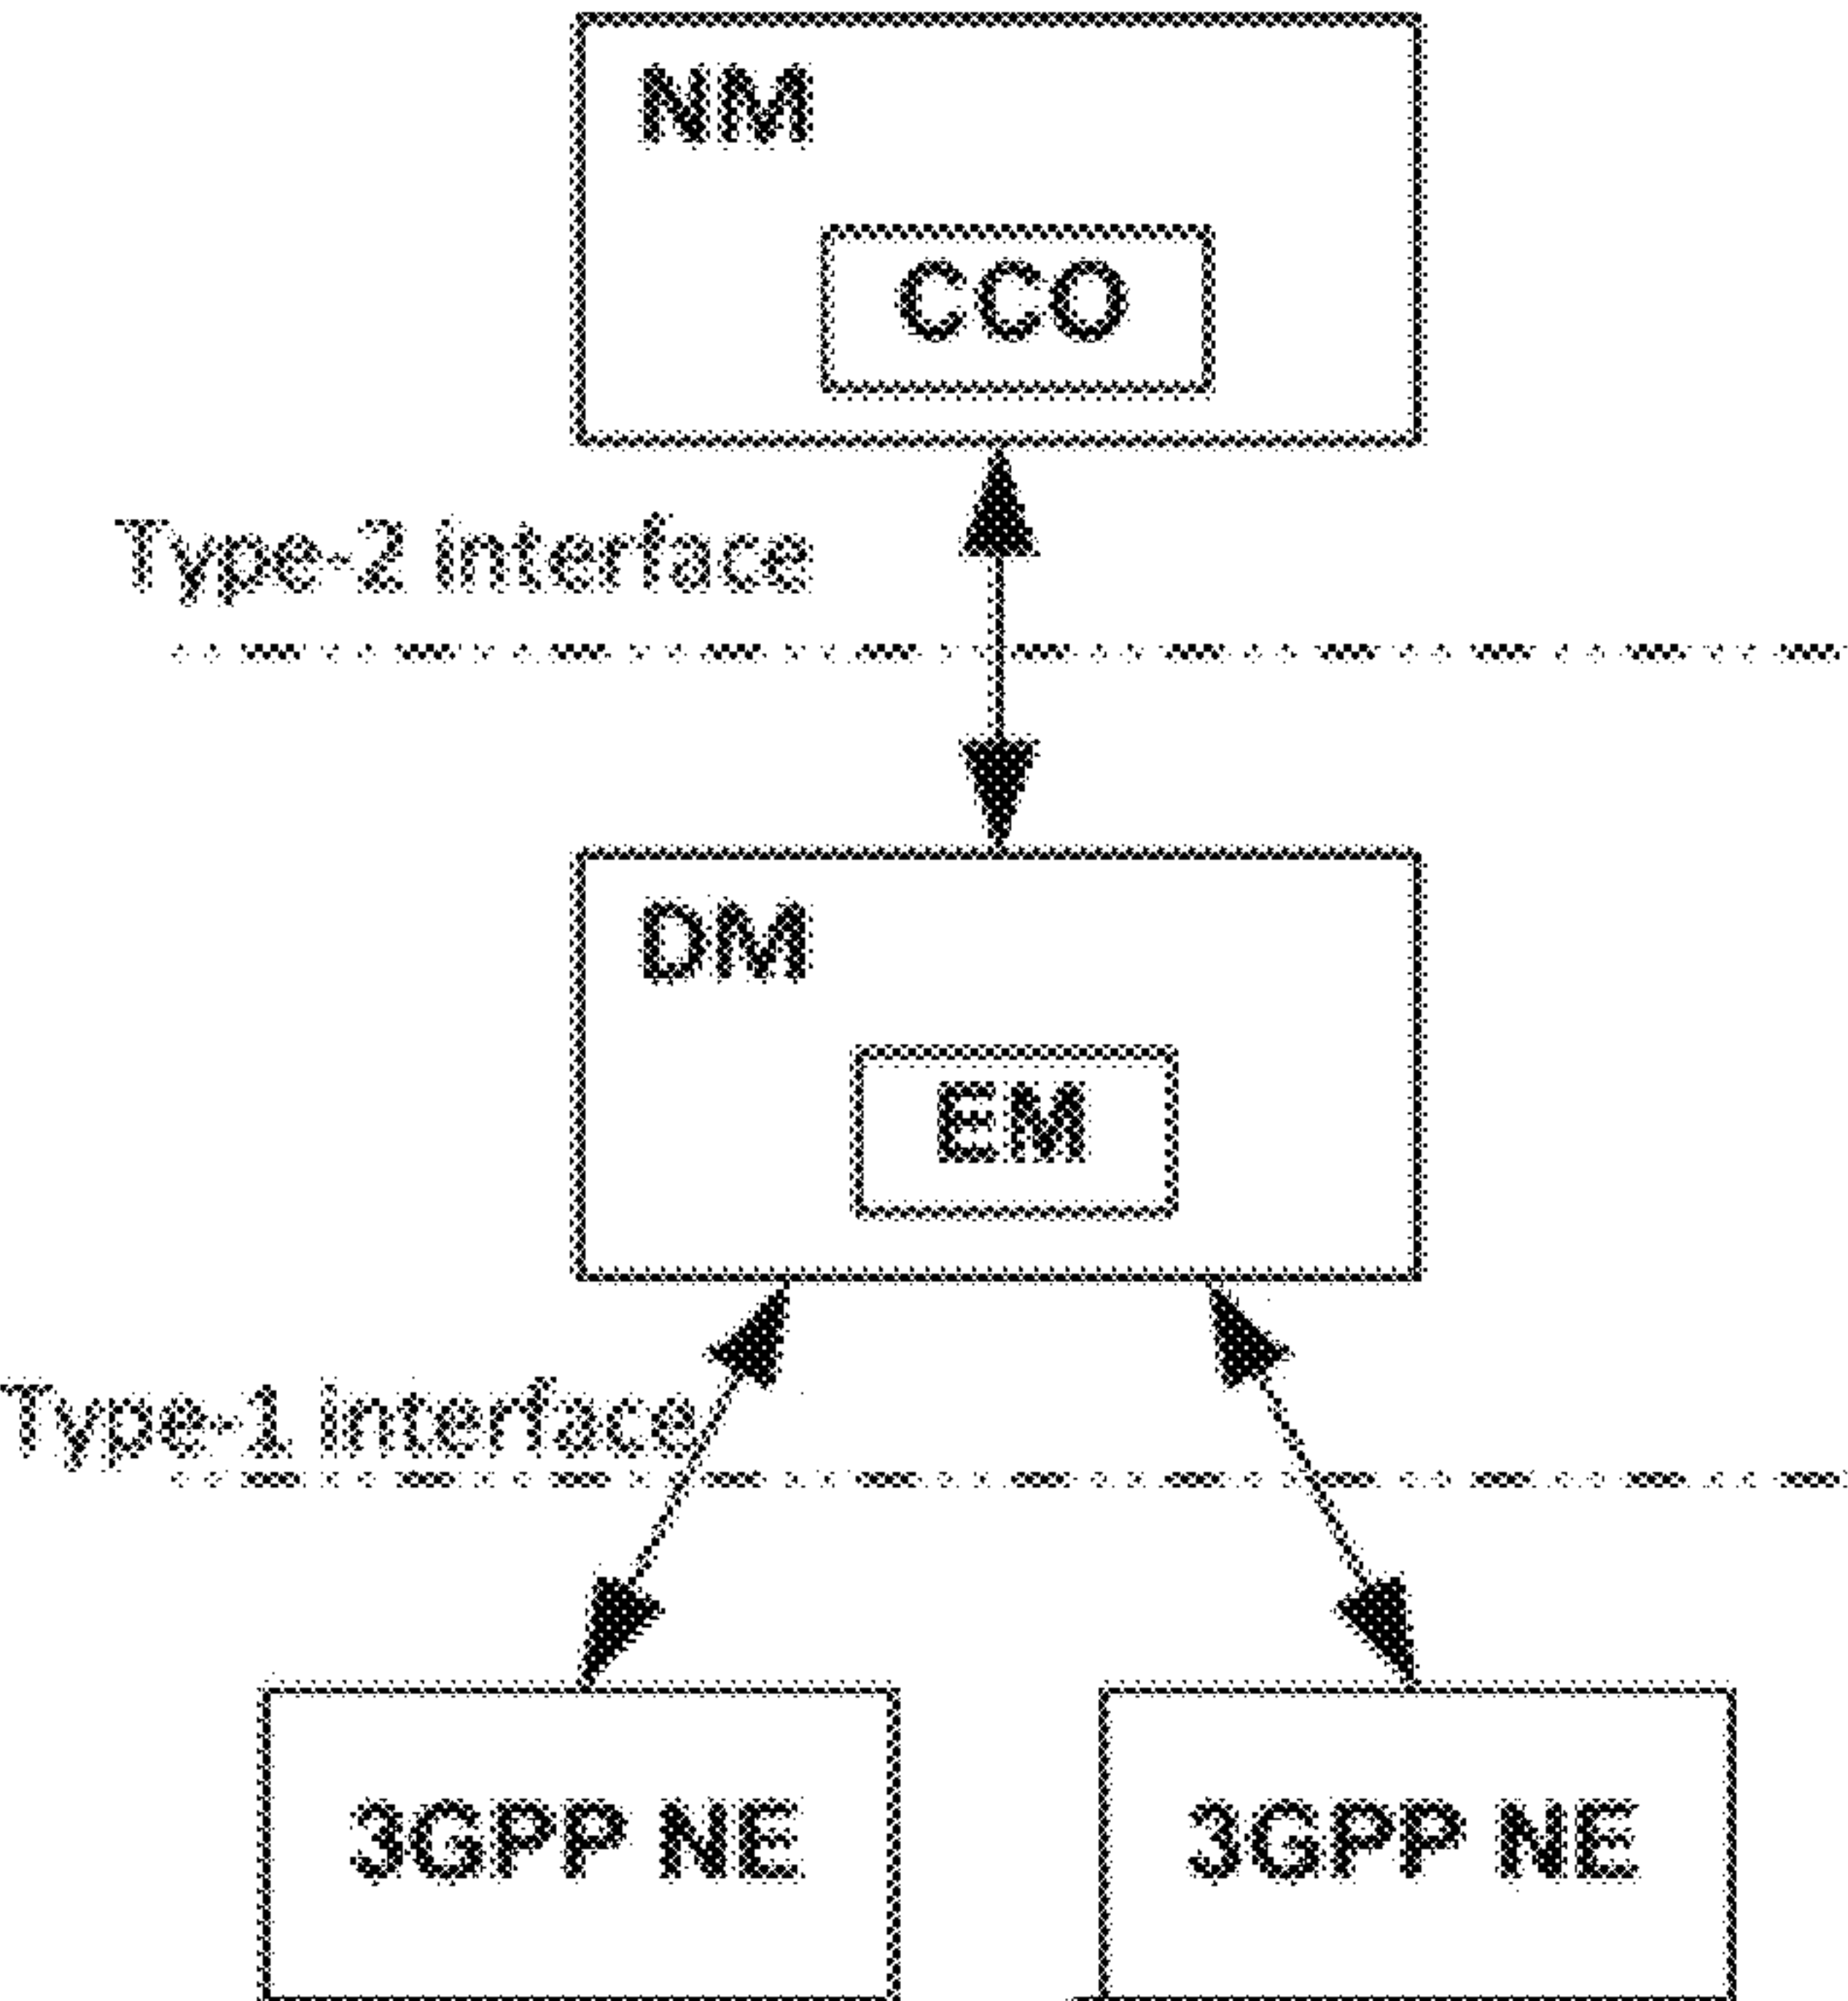 NM
CCO
Type-2 interface
DM
EM
Type-1 interface
3GPP NE
3GPP NE